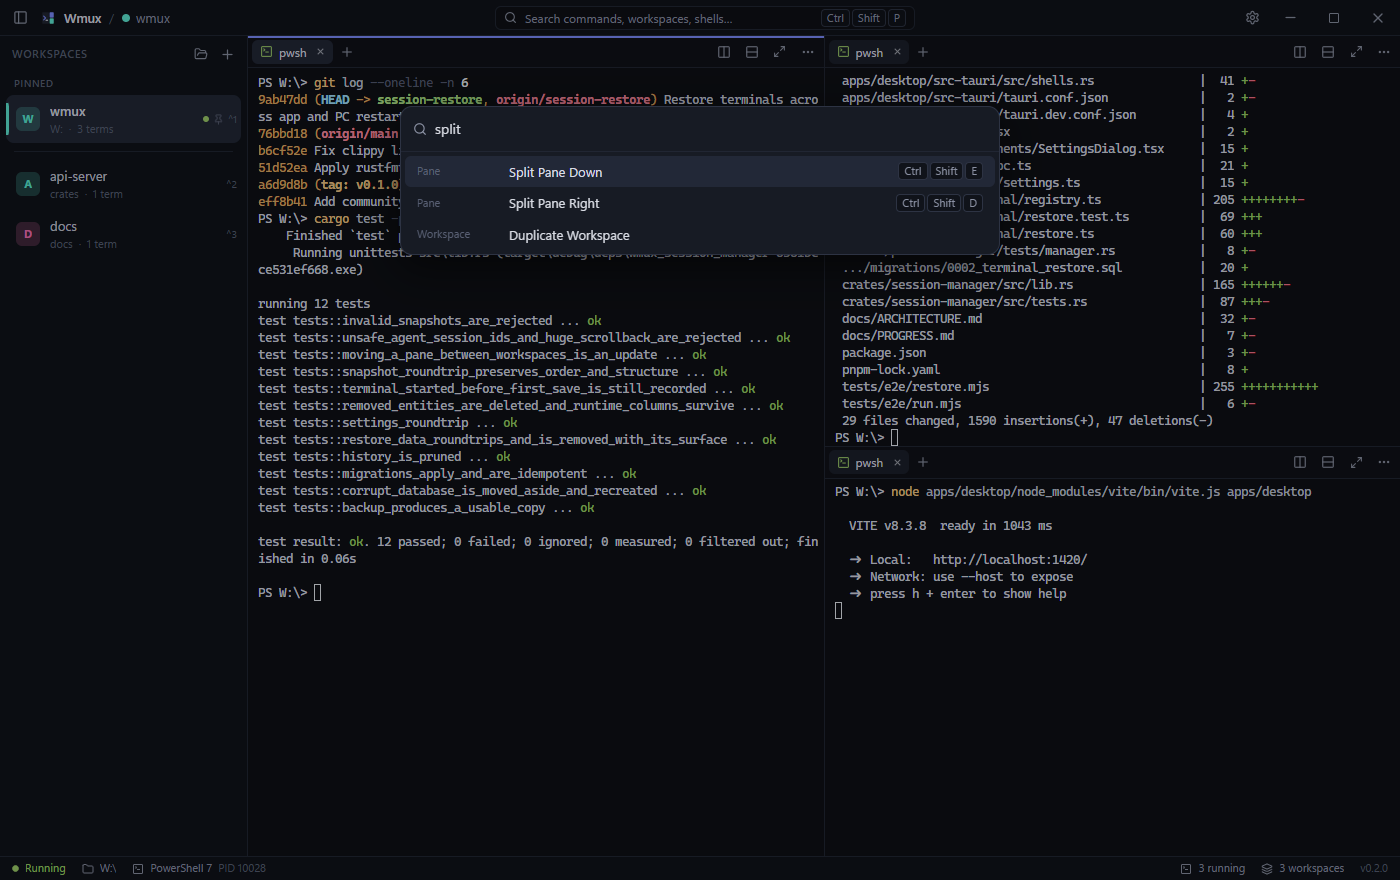 Wmux / wmux
Search commands, workspaces, shells... Ctrl Shift P
WORKSPACES
PINNED
W wmux ^1
W: · 3 terms
A api-server ^2
crates · 1 term
D docs ^3
docs · 1 term
pwsh
PS W:\> git log --oneline -n 6
9ab47dd (HEAD -> session-restore, origin/session-restore) Restore terminals acro
ss app and PC restart
76bbd18 (origin/main
b6cf52e Fix clippy li
51d52ea Apply rustfm
a6d9d8b (tag: v0.1.0
eff8b41 Add community
PS W:\> cargo test
Finished `test`
Running unittests
ce531ef668.exe)
running 12 tests
test tests::invalid_snapshots_are_rejected ... ok
test tests::unsafe_agent_session_ids_and_huge_scrollback_are_rejected ... ok
test tests::moving_a_pane_between_workspaces_is_an_update ... ok
test tests::snapshot_roundtrip_preserves_order_and_structure ... ok
test tests::terminal_started_before_first_save_is_still_recorded ... ok
test tests::removed_entities_are_deleted_and_runtime_columns_survive ... ok
test tests::settings_roundtrip ... ok
test tests::restore_data_roundtrips_and_is_removed_with_its_surface ... ok
test tests::history_is_pruned ... ok
test tests::migrations_apply_and_are_idempotent ... ok
test tests::corrupt_database_is_moved_aside_and_recreated ... ok
test tests::backup_produces_a_usable_copy ... ok
test result: ok. 12 passed; 0 failed; 0 ignored; 0 measured; 0 filtered out; fin
ished in 0.06s
PS W:\>
split
Pane Split Pane Down Ctrl Shift E
Pane Split Pane Right Ctrl Shift D
Workspace Duplicate Workspace
pwsh
apps/desktop/src-tauri/src/shells.rs | 41 +-
apps/desktop/src-tauri/tauri.conf.json | 2 +-
tauri.dev.conf.json | 4 +
sx | 2 +
nents/SettingsDialog.tsx | 15 +
pc.ts | 21 +-
/settings.ts | 15 +
nal/registry.ts | 205 ++++++++-
nal/restore.test.ts | 69 +++
nal/restore.ts | 60 +++
/tests/manager.rs | 8 +-
.../migrations/0002_terminal_restore.sql | 20 +
crates/session-manager/src/lib.rs | 165 ++++++-
crates/session-manager/src/tests.rs | 87 +++-
docs/ARCHITECTURE.md | 32 +-
docs/PROGRESS.md | 7 +-
package.json | 3 +-
pnpm-lock.yaml | 8 +
tests/e2e/restore.mjs | 255 +++++++++++
tests/e2e/run.mjs | 6 +-
29 files changed, 1590 insertions(+), 47 deletions(-)
PS W:\>
pwsh
PS W:\> node apps/desktop/node_modules/vite/bin/vite.js apps/desktop
VITE v8.3.8 ready in 1043 ms
➜ Local: http://localhost:1420/
➜ Network: use --host to expose
➜ press h + enter to show help
Running W:\ PowerShell 7 PID 10028 3 running 3 workspaces v0.2.0